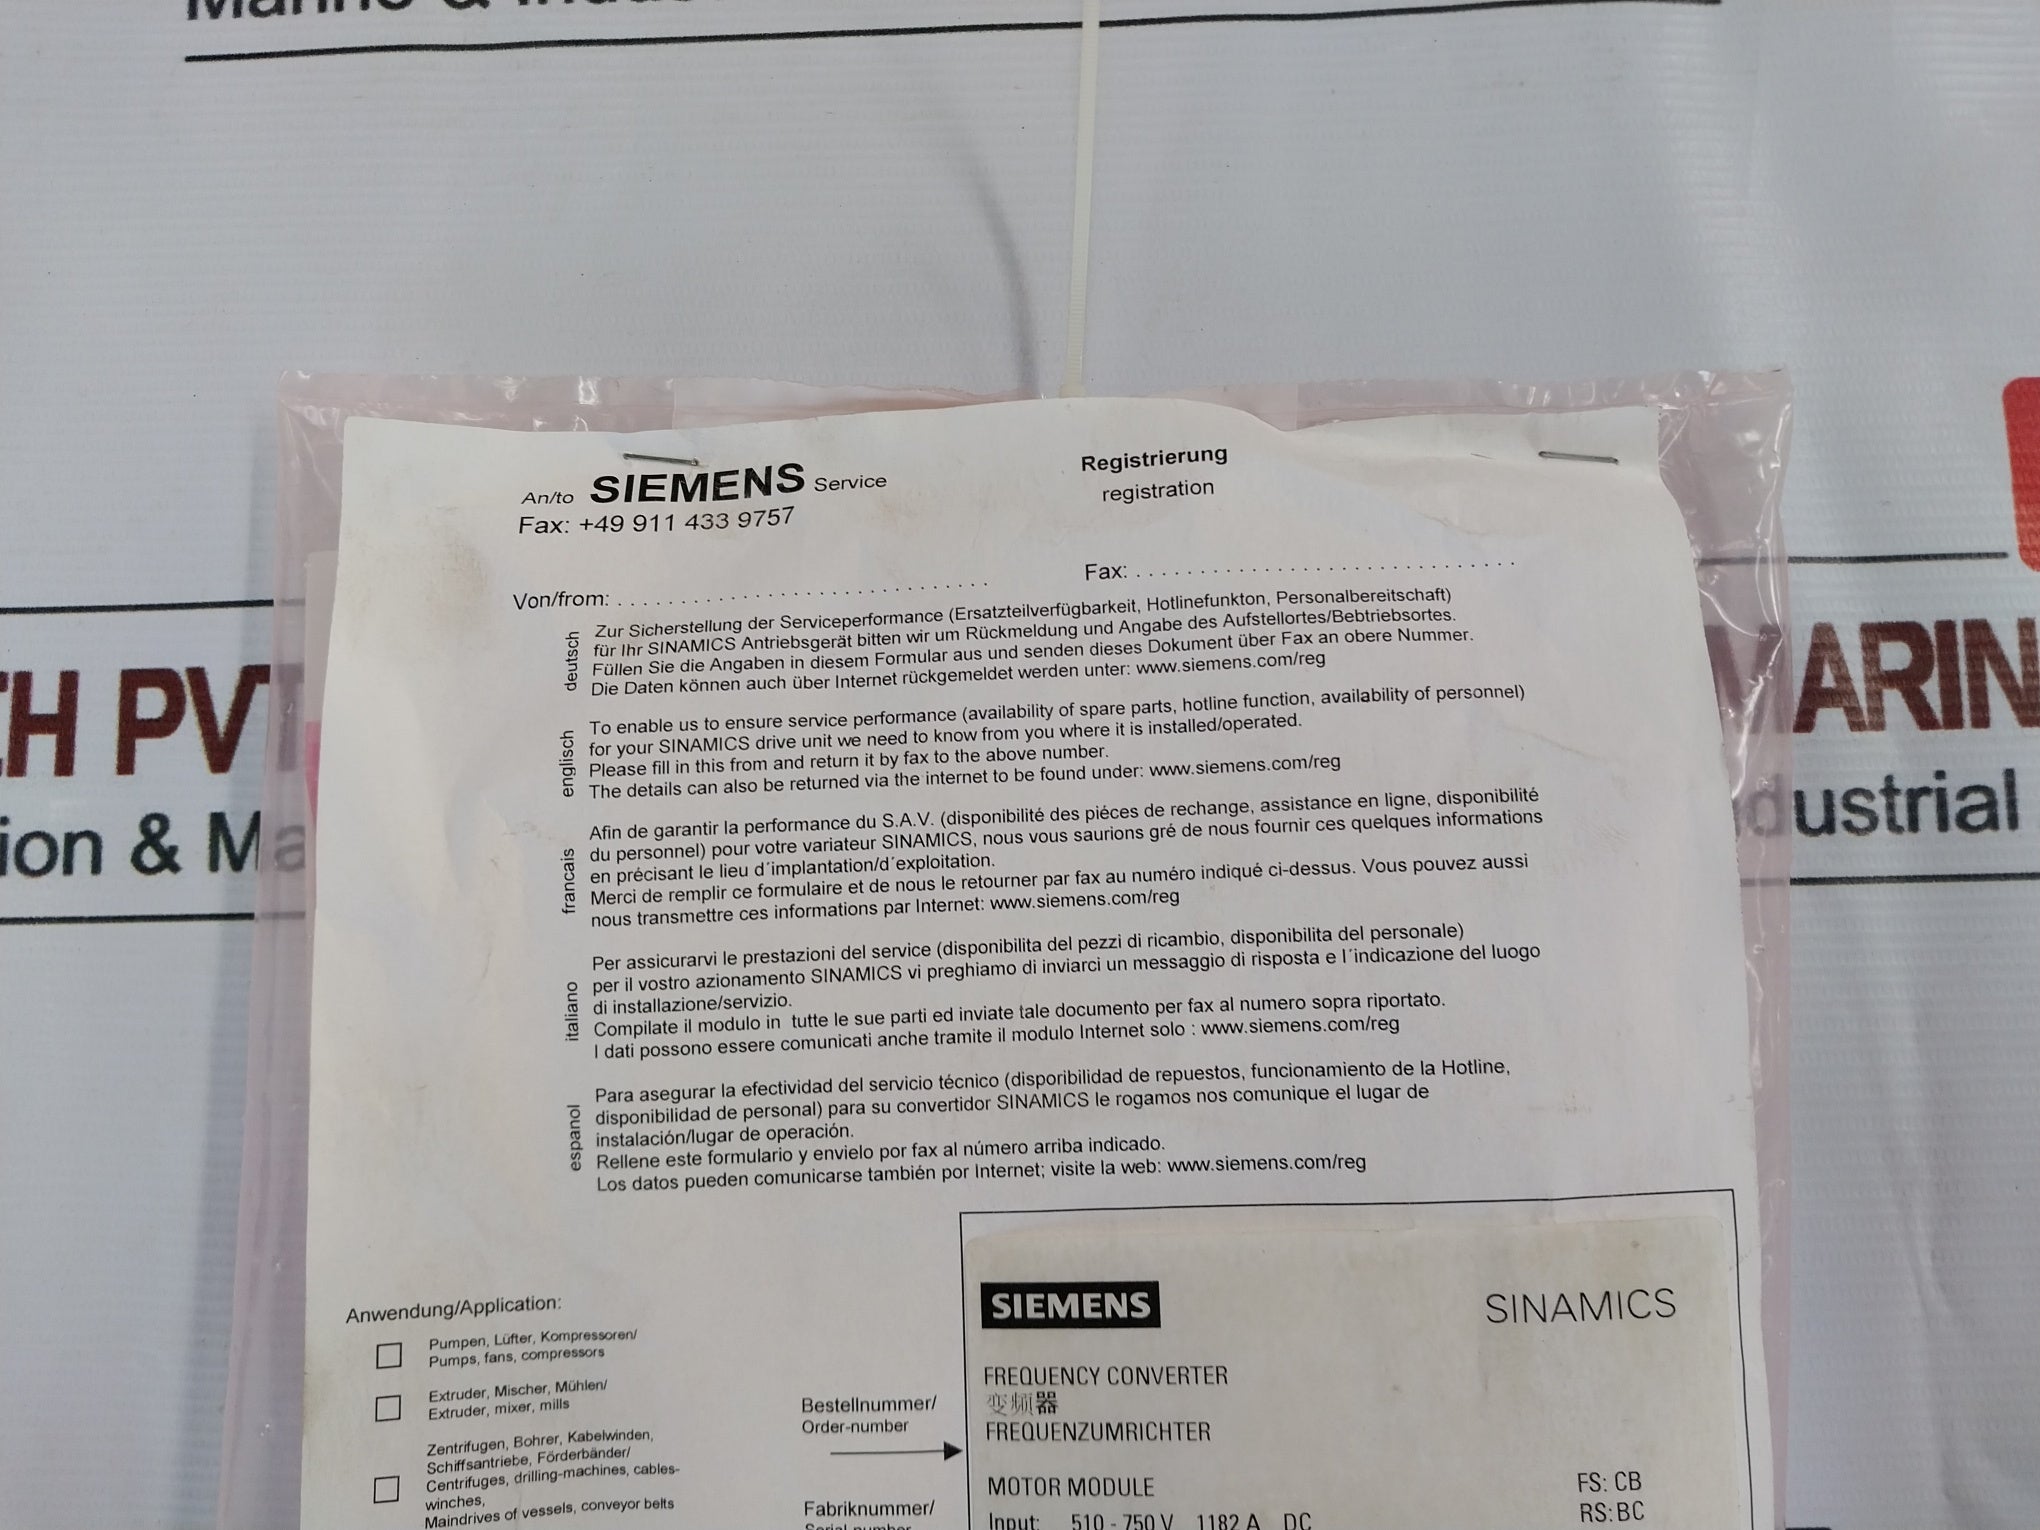 An/to SIEMENS Service
Fax: +49 911 433 9757
Registrierung
registration
Von/from: . . . . . . . . . . . . . . . . . . . . . . . . . . . . . .
Fax: . . . . . . . . . . . . . . . . . . . . . . . . . . . . . .
deutsch
Zur Sicherstellung der Serviceperformance (Ersatzteilverfügbarkeit, Hotlinefunkton, Personalbereitschaft)
für Ihr SINAMICS Antriebsgerät bitten wir um Rückmeldung und Angabe des Aufstellortes/Bebtriebsortes.
Füllen Sie die Angaben in diesem Formular aus und senden dieses Dokument über Fax an obere Nummer.
Die Daten können auch über Internet rückgemeldet werden unter: www.siemens.com/reg
englisch
To enable us to ensure service performance (availability of spare parts, hotline function, availability of personnel)
for your SINAMICS drive unit we need to know from you where it is installed/operated.
Please fill in this from and return it by fax to the above number.
The details can also be returned via the internet to be found under: www.siemens.com/reg
francais
Afin de garantir la performance du S.A.V. (disponibilité des piéces de rechange, assistance en ligne, disponibilité
du personnel) pour votre variateur SINAMICS, nous vous saurions gré de nous fournir ces quelques informations
en précisant le lieu d´implantation/d´exploitation.
Merci de remplir ce formulaire et de nous le retourner par fax au numéro indiqué ci-dessus. Vous pouvez aussi
nous transmettre ces informations par Internet: www.siemens.com/reg
italiano
Per assicurarvi le prestazioni del service (disponibilita del pezzi di ricambio, disponibilita del personale)
per il vostro azionamento SINAMICS vi preghiamo di inviarci un messaggio di risposta e l´indicazione del luogo
di installazione/servizio.
Compilate il modulo in tutte le sue parti ed inviate tale documento per fax al numero sopra riportato.
I dati possono essere comunicati anche tramite il modulo Internet solo : www.siemens.com/reg
espanol
Para asegurar la efectividad del servicio técnico (disporibilidad de repuestos, funcionamiento de la Hotline,
disponibilidad de personal) para su convertidor SINAMICS le rogamos nos comunique el lugar de
instalación/lugar de operación.
Rellene este formulario y envielo por fax al número arriba indicado.
Los datos pueden comunicarse también por Internet; visite la web: www.siemens.com/reg
Anwendung/Application:
Pumpen, Lüfter, Kompressoren/
Pumps, fans, compressors
Extruder, Mischer, Mühlen/
Extruder, mixer, mills
Zentrifugen, Bohrer, Kabelwinden,
Schiffsantriebe, Förderbänder/
Centrifuges, drilling-machines, cables-
winches,
Maindrives of vessels, conveyor belts
Bestellnummer/
Order-number
Fabriknummer/
Serial number
SIEMENS SINAMICS
FREQUENCY CONVERTER
变频器
FREQUENZUMRICHTER
MOTOR MODULE FS: CB
RS: BC
Input: 510 - 750 V 1182 A DC
PVT
ion & Ma
MARIN
ndustrial